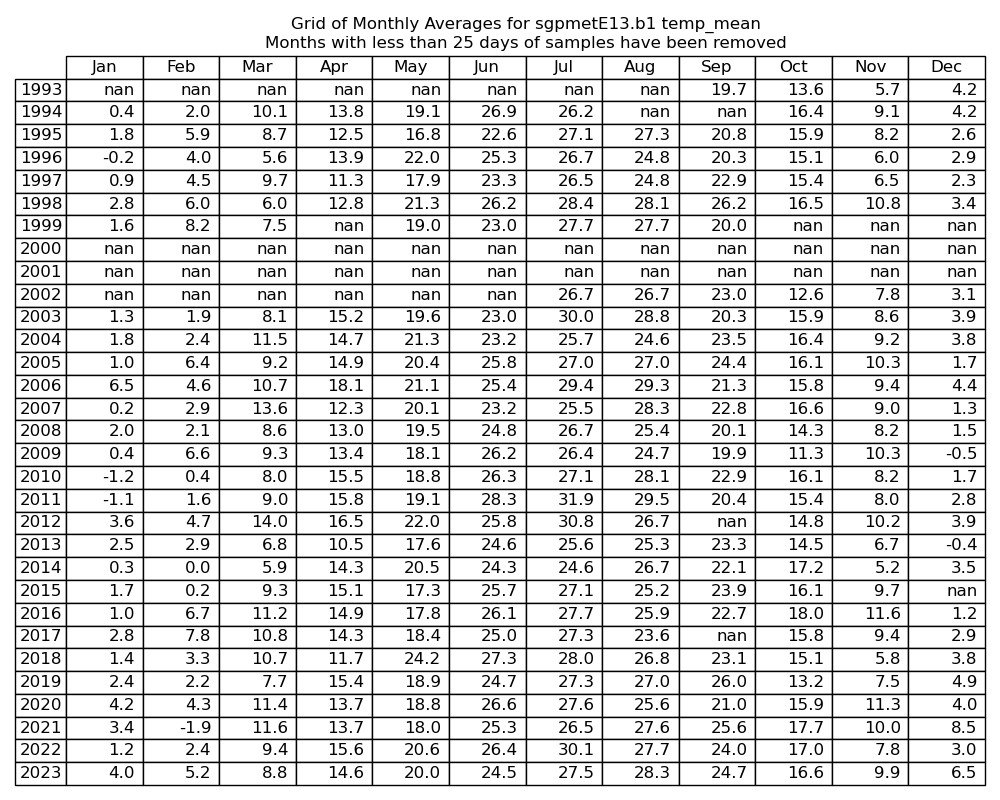 Grid of Monthly Averages for sgpmetE13.b1 temp_mean
Months with less than 25 days of samples have been removed
Jan Feb Mar Apr May Jun Jul Aug Sep Oct Nov Dec
1993 nan nan nan nan nan nan nan nan 19.7 13.6 5.7 4.2
1994 0.4 2.0 10.1 13.8 19.1 26.9 26.2 nan nan 16.4 9.1 4.2
1995 1.8 5.9 8.7 12.5 16.8 22.6 27.1 27.3 20.8 15.9 8.2 2.6
1996 -0.2 4.0 5.6 13.9 22.0 25.3 26.7 24.8 20.3 15.1 6.0 2.9
1997 0.9 4.5 9.7 11.3 17.9 23.3 26.5 24.8 22.9 15.4 6.5 2.3
1998 2.8 6.0 6.0 12.8 21.3 26.2 28.4 28.1 26.2 16.5 10.8 3.4
1999 1.6 8.2 7.5 nan 19.0 23.0 27.7 27.7 20.0 nan nan nan
2000 nan nan nan nan nan nan nan nan nan nan nan nan
2001 nan nan nan nan nan nan nan nan nan nan nan nan
2002 nan nan nan nan nan nan 26.7 26.7 23.0 12.6 7.8 3.1
2003 1.3 1.9 8.1 15.2 19.6 23.0 30.0 28.8 20.3 15.9 8.6 3.9
2004 1.8 2.4 11.5 14.7 21.3 23.2 25.7 24.6 23.5 16.4 9.2 3.8
2005 1.0 6.4 9.2 14.9 20.4 25.8 27.0 27.0 24.4 16.1 10.3 1.7
2006 6.5 4.6 10.7 18.1 21.1 25.4 29.4 29.3 21.3 15.8 9.4 4.4
2007 0.2 2.9 13.6 12.3 20.1 23.2 25.5 28.3 22.8 16.6 9.0 1.3
2008 2.0 2.1 8.6 13.0 19.5 24.8 26.7 25.4 20.1 14.3 8.2 1.5
2009 0.4 6.6 9.3 13.4 18.1 26.2 26.4 24.7 19.9 11.3 10.3 -0.5
2010 -1.2 0.4 8.0 15.5 18.8 26.3 27.1 28.1 22.9 16.1 8.2 1.7
2011 -1.1 1.6 9.0 15.8 19.1 28.3 31.9 29.5 20.4 15.4 8.0 2.8
2012 3.6 4.7 14.0 16.5 22.0 25.8 30.8 26.7 nan 14.8 10.2 3.9
2013 2.5 2.9 6.8 10.5 17.6 24.6 25.6 25.3 23.3 14.5 6.7 -0.4
2014 0.3 0.0 5.9 14.3 20.5 24.3 24.6 26.7 22.1 17.2 5.2 3.5
2015 1.7 0.2 9.3 15.1 17.3 25.7 27.1 25.2 23.9 16.1 9.7 nan
2016 1.0 6.7 11.2 14.9 17.8 26.1 27.7 25.9 22.7 18.0 11.6 1.2
2017 2.8 7.8 10.8 14.3 18.4 25.0 27.3 23.6 nan 15.8 9.4 2.9
2018 1.4 3.3 10.7 11.7 24.2 27.3 28.0 26.8 23.1 15.1 5.8 3.8
2019 2.4 2.2 7.7 15.4 18.9 24.7 27.3 27.0 26.0 13.2 7.5 4.9
2020 4.2 4.3 11.4 13.7 18.8 26.6 27.6 25.6 21.0 15.9 11.3 4.0
2021 3.4 -1.9 11.6 13.7 18.0 25.3 26.5 27.6 25.6 17.7 10.0 8.5
2022 1.2 2.4 9.4 15.6 20.6 26.4 30.1 27.7 24.0 17.0 7.8 3.0
2023 4.0 5.2 8.8 14.6 20.0 24.5 27.5 28.3 24.7 16.6 9.9 6.5